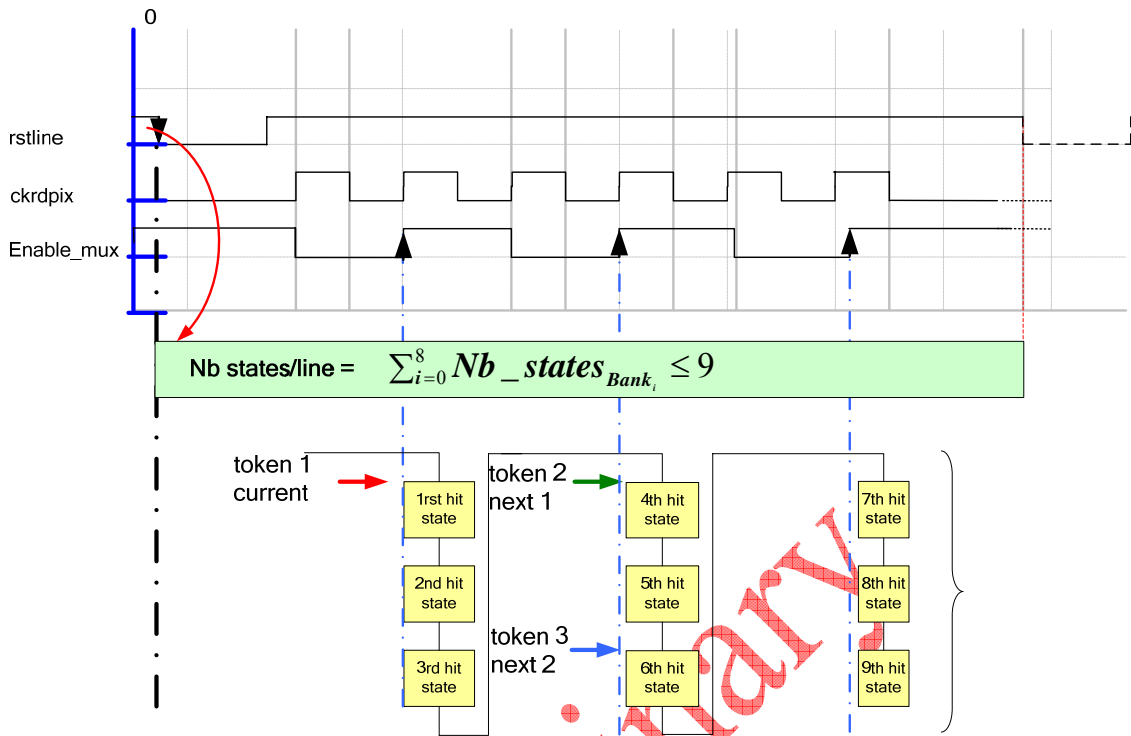 0
rstline
ckrdpix
Enable_mux
Nb states/line = ∑_{i=0}^{8} Nb_states_{Bank_i} ≤ 9
token 1
current
token 2
next 1
token 3
next 2
1rst hit
state
2nd hit
state
3rd hit
state
4th hit
state
5th hit
state
6th hit
state
7th hit
state
8th hit
state
9th hit
state